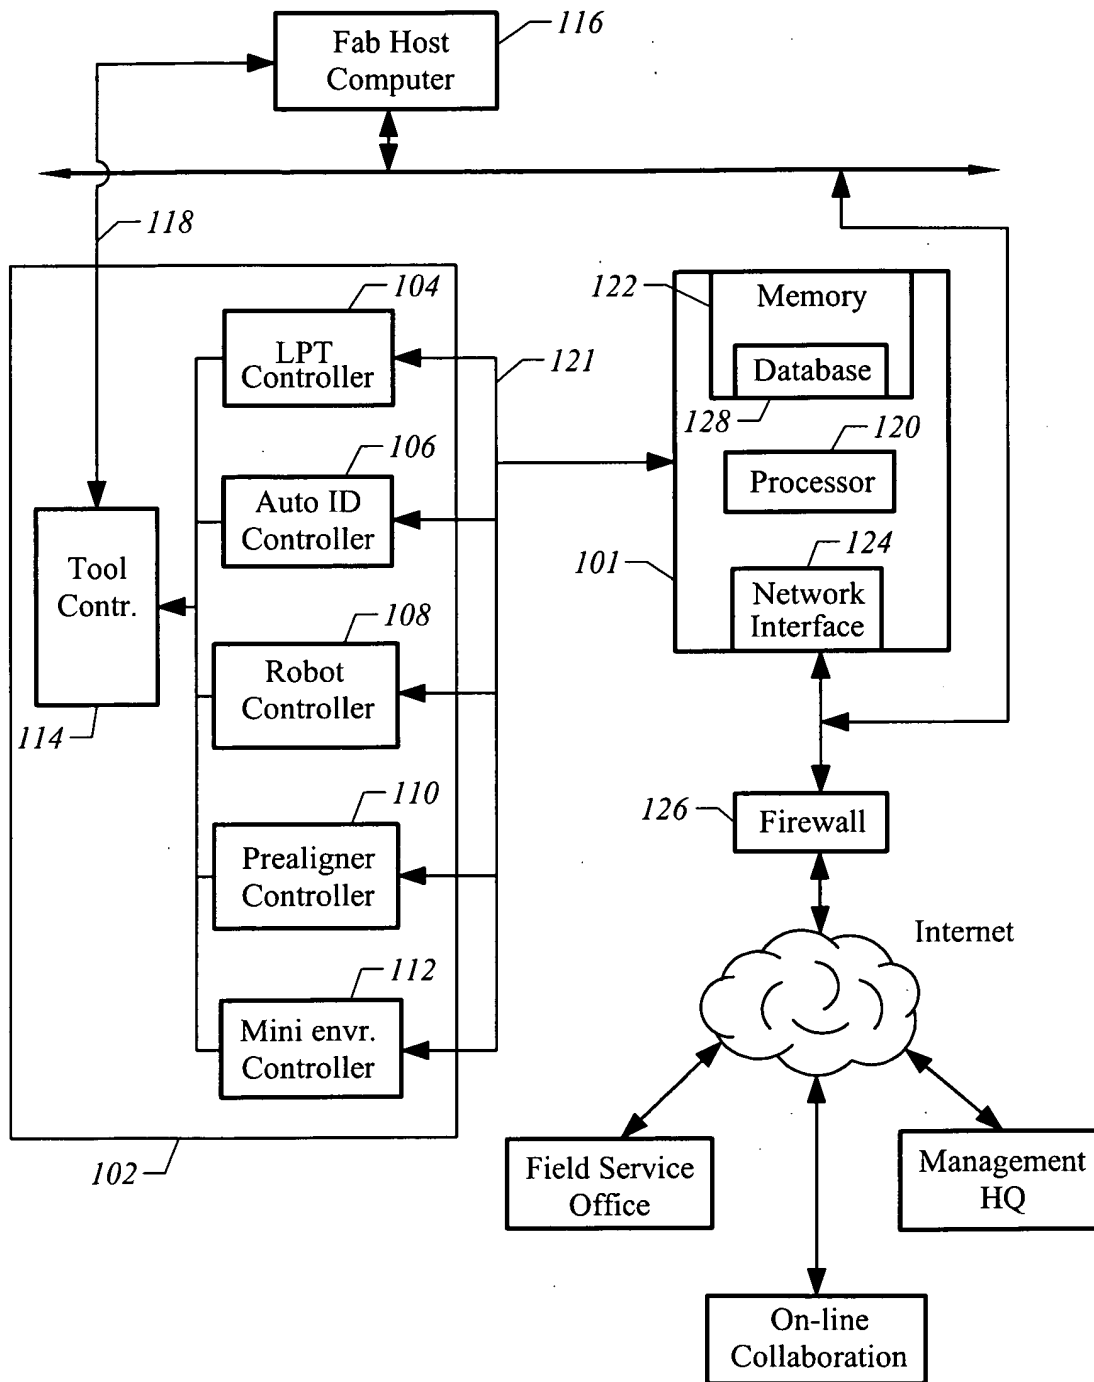 116
Fab Host
Computer
118
104
LPT
Controller
121
106
Auto ID
Controller
Tool
Contr.
114
108
Robot
Controller
110
Prealigner
Controller
112
Mini envr.
Controller
102
122
Memory
Database
128
120
Processor
101
124
Network
Interface
126
Firewall
Internet
Field Service
Office
Management
HQ
On-line
Collaboration